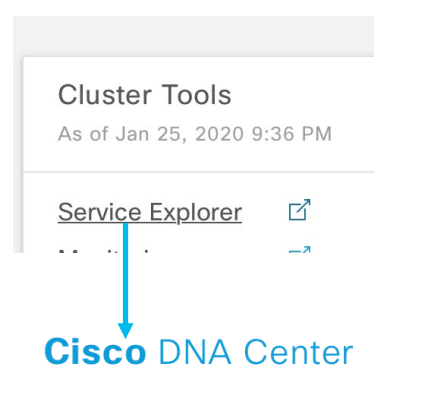 Cluster Tools
As of Jan 25, 2020 9:36 PM
Service Explorer
Cisco DNA Center